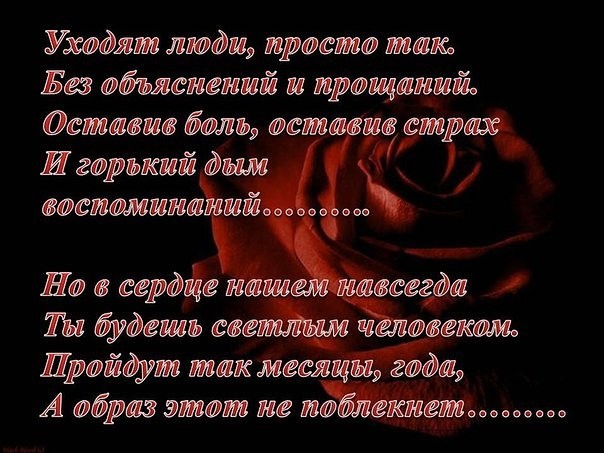 Уходят люди, просто так.
Без объяснений и прощаний.
Оставив боль, оставив страх
И горький дым
воспоминаний……….
Но в сердце нашем навсегда
Ты будешь светлым человеком.
Пройдут так месяцы, года,
А образ этот не поблекнет………